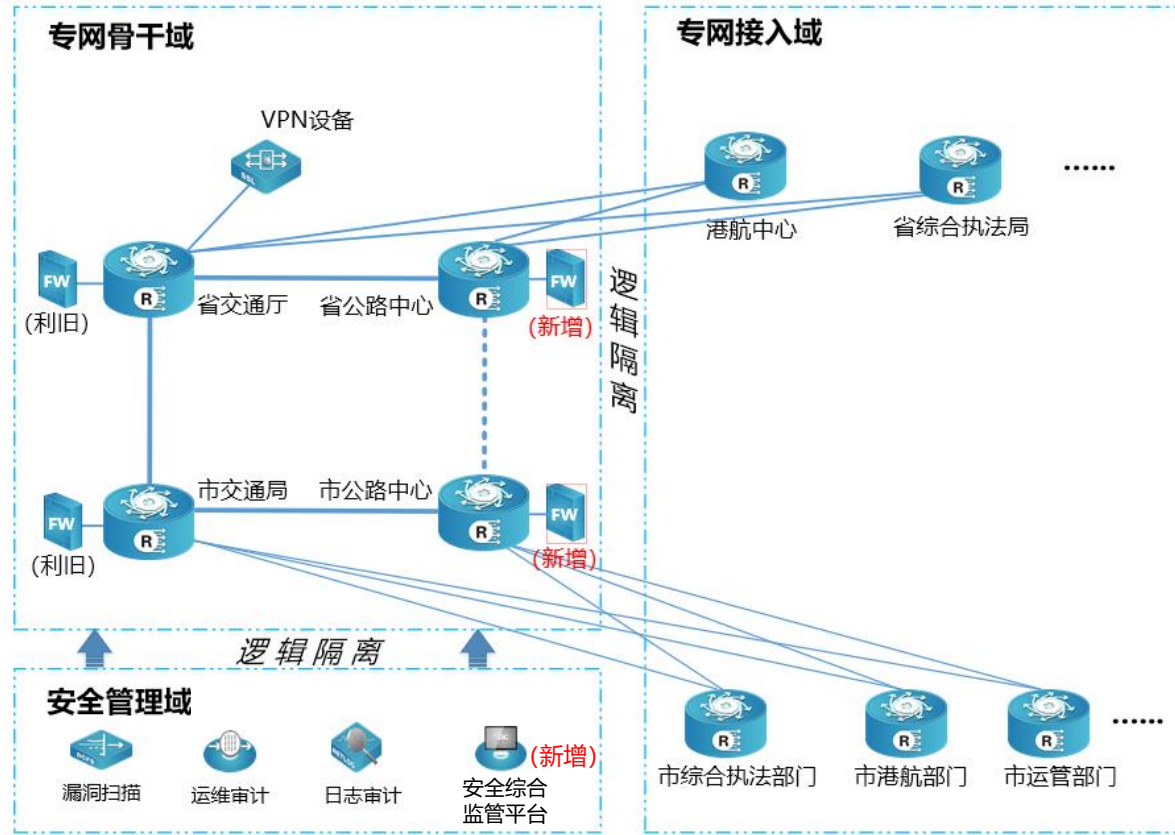 专网骨干域
专网接入域
VPN设备
SSL
R
港航中心
R
省综合执法局
……
FW
(利旧)
R
省交通厅
省公路中心
R
FW
(新增)
逻辑隔离
FW
(利旧)
R
市交通局
市公路中心
R
FW
(新增)
逻辑隔离
安全管理域
漏洞扫描
运维审计
日志审计
(新增)
安全综合
监管平台
R
市综合执法部门
R
市港航部门
R
市运管部门
……